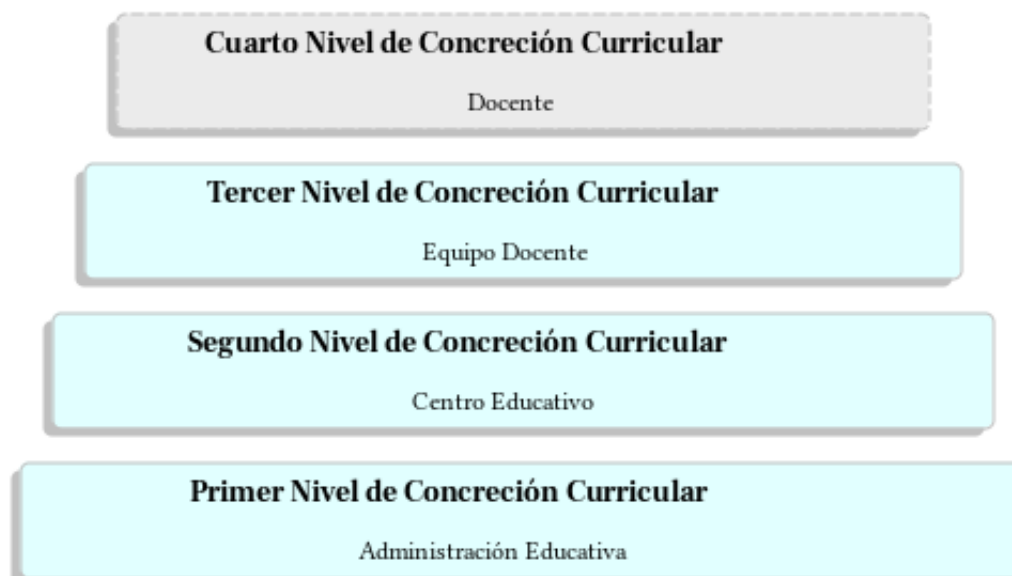 Cuarto Nivel de Concreción Curricular
Docente
Tercer Nivel de Concreción Curricular
Equipo Docente
Segundo Nivel de Concreción Curricular
Centro Educativo
Primer Nivel de Concreción Curricular
Administración Educativa